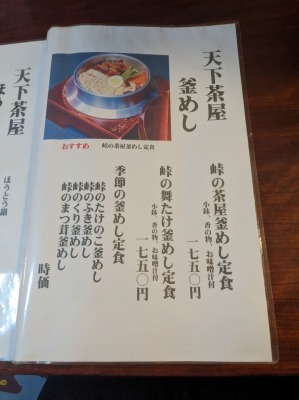 天下茶屋
釜めし
おすすめ
峠の茶屋釜めし定食
峠の茶屋釜めし定食
小鉢、香の物、お味噌汁付
一七五〇円
峠の舞たけ釜めし定食
小鉢、香の物、お味噌汁付
一七五〇円
季節の釜めし定食
峠のたけのこ釜めし
峠のふき釜めし
峠のくり釜めし
峠のまつ茸釜めし
時価
天下茶屋
ほうとう鍋